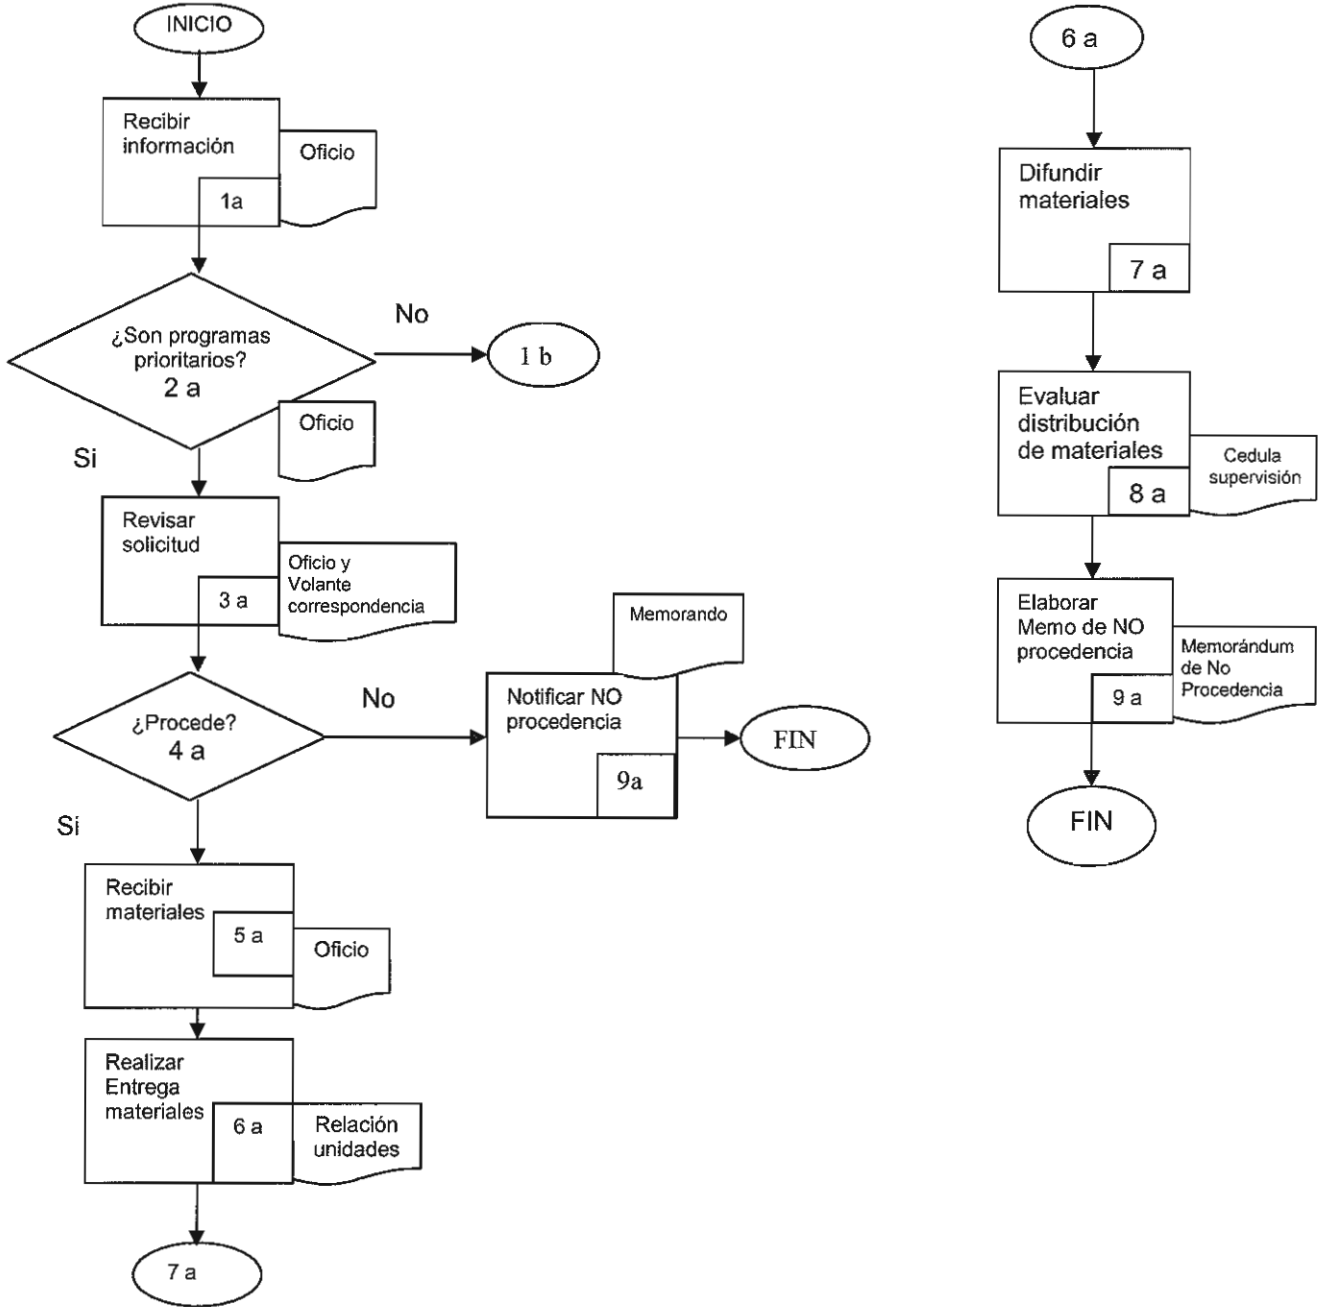 INICIO
Recibir
información
1a
Oficio
¿Son programas
prioritarios?
2 a
No
1 b
Oficio
Si
Revisar
solicitud
3 a
Oficio y
Volante
correspondencia
¿Procede?
4 a
No
Memorando
Notificar NO
procedencia
9a
FIN
Si
Recibir
materiales
5 a
Oficio
Realizar
Entrega
materiales
6 a
Relación
unidades
7 a
6 a
Difundir
materiales
7 a
Evaluar
distribución
de materiales
8 a
Cedula
supervisión
Elaborar
Memo de NO
procedencia
9 a
Memorándum
de No
Procedencia
FIN